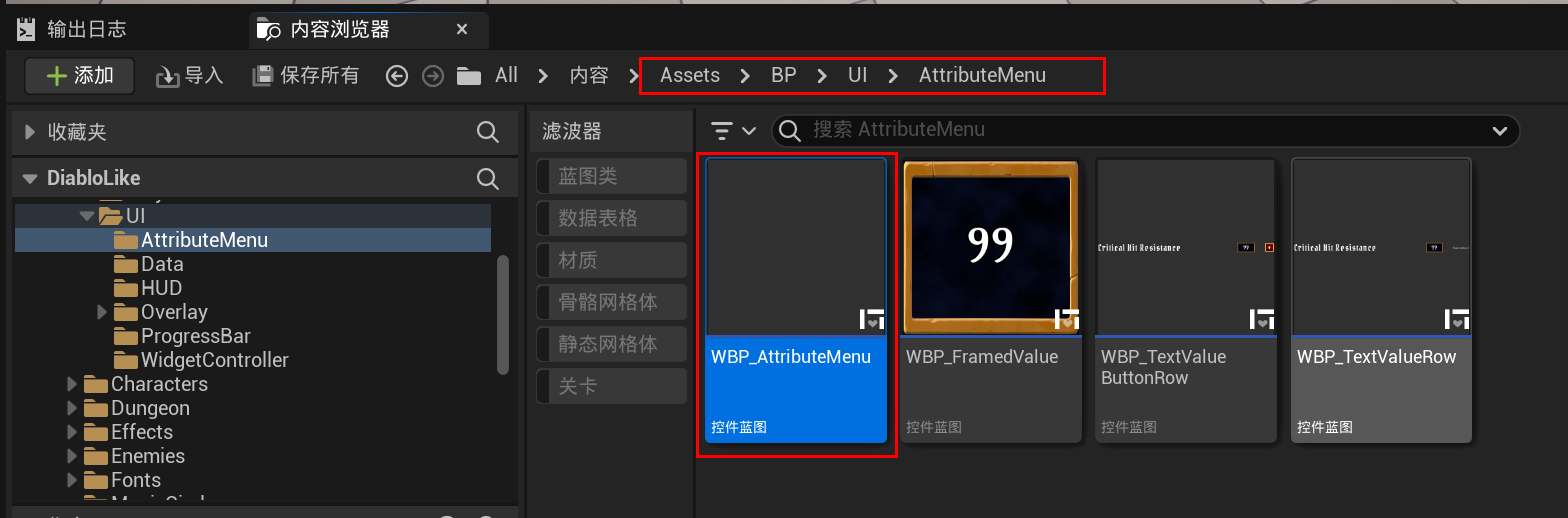 输出日志
内容浏览器
添加
导入
保存所有
All
内容
Assets
BP
UI
AttributeMenu
收藏夹
DiabloLike
UI
AttributeMenu
Data
HUD
Overlay
ProgressBar
WidgetController
Characters
Dungeon
Effects
Enemies
Fonts
滤波器
蓝图类
数据表格
材质
骨骼网格体
静态网格体
关卡
搜索 AttributeMenu
99
WBP_AttributeMenu
控件蓝图
WBP_FramedValue
控件蓝图
Critical Hit Resistance
99
WBP_TextValue
ButtonRow
控件蓝图
Critical Hit Resistance
99
WBP_TextValueRow
控件蓝图